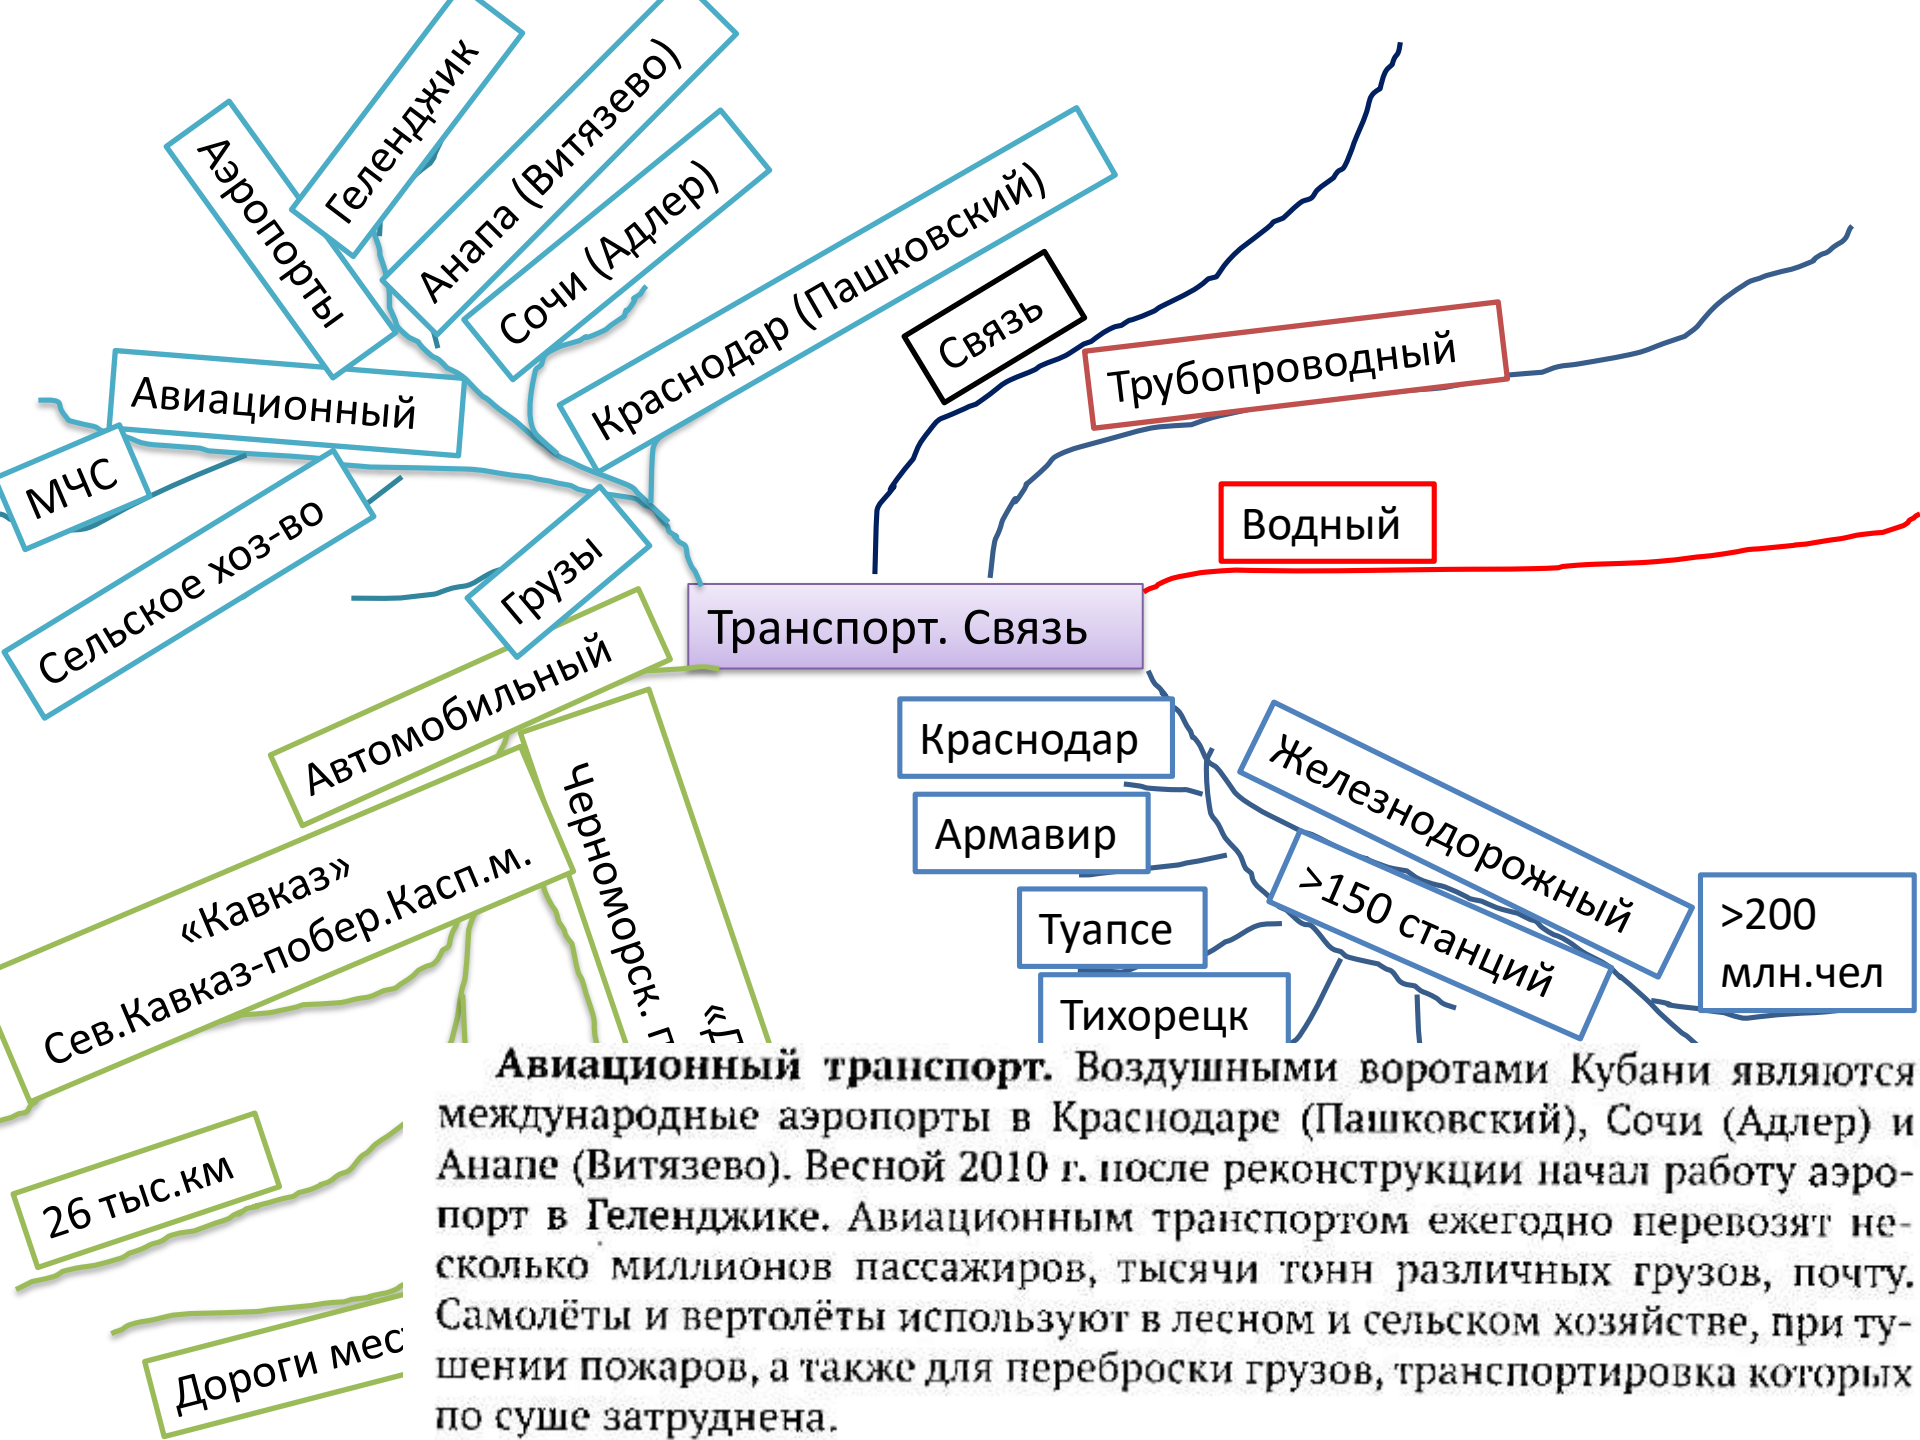 Геленджик
Аэропорты
Анапа (Витязево)
Сочи (Адлер)
Краснодар (Пашковский)
Связь
Трубопроводный
Авиационный
МЧС
Сельское хоз-во
Грузы
Водный
Транспорт. Связь
Автомобильный
Краснодар
Железнодорожный
Армавир
>150 станций
>200
млн.чел
Туапсе
Тихорецк
«Кавказ»
Сев.Кавказ-побер.Касп.м.
Черноморск.
26 тыс.км
Дороги
Авиационный транспорт. Воздушными воротами Кубани являются
международные аэропорты в Краснодаре (Пашковский), Сочи (Адлер) и
Анапе (Витязево). Весной 2010 г. после реконструкции начал работу аэро-
порт в Геленджике. Авиационным транспортом ежегодно перевозят не-
сколько миллионов пассажиров, тысячи тонн различных грузов, почту.
Самолёты и вертолёты используют в лесном и сельском хозяйстве, при ту-
шении пожаров, а также для переброски грузов, транспортировка которых
по суше затруднена.